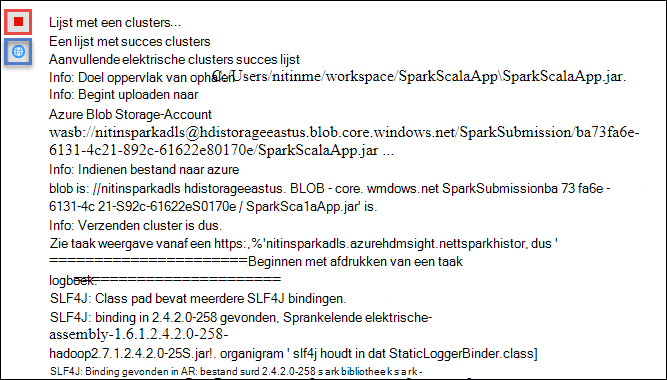 Lijst met een clusters...
Een lijst met succes clusters
Aanvullende elektrische clusters succes lijst
Info: Doel oppervlak van ophalen C:/Users/nitinme/workspace/SparkScalaApp\SparkScalaApp.jar.
Info: Begint uploaden naar
Azure Blob Storage-Account
wasb://nitinsparkadls@hdistorageeastus.blob.core.windows.net/SparkSubmission/ba73fa6e-
6131-4c21-892c-61622e80170e/SparkScalaApp.jar ...
Info: Indienen bestand naar azure
blob is: //nitinsparkadls hdistorageeastus. BLOB - core. wmdows.net SparkSubmissionba 73 fa6e -
6131-4c 21-S92c-61622eS0170e / SparkSca1aApp.jar' is.
Info: Verzenden cluster is dus.
Zie taak weergave vanaf een https:,%'nitinsparkadls.azurehdmsight.nettsparkhistor, dus '
======================Beginnen met afdrukken van een taak
logboek.=======================
SLF4J: Class pad bevat meerdere SLF4J bindingen.
SLF4J: binding in 2.4.2.0-258 gevonden, Sprankelende elektrische-
assembly-1.6.1.2.4.2.0-258-
hadoop2.7.1.2.4.2.0-25S.jar!. organigram ' slf4j houdt in dat StaticLoggerBinder.class]
SLF4J: Binding gevonden in AR: bestand surd 2.4.2.0-258 s ark bibliotheek s a r k -